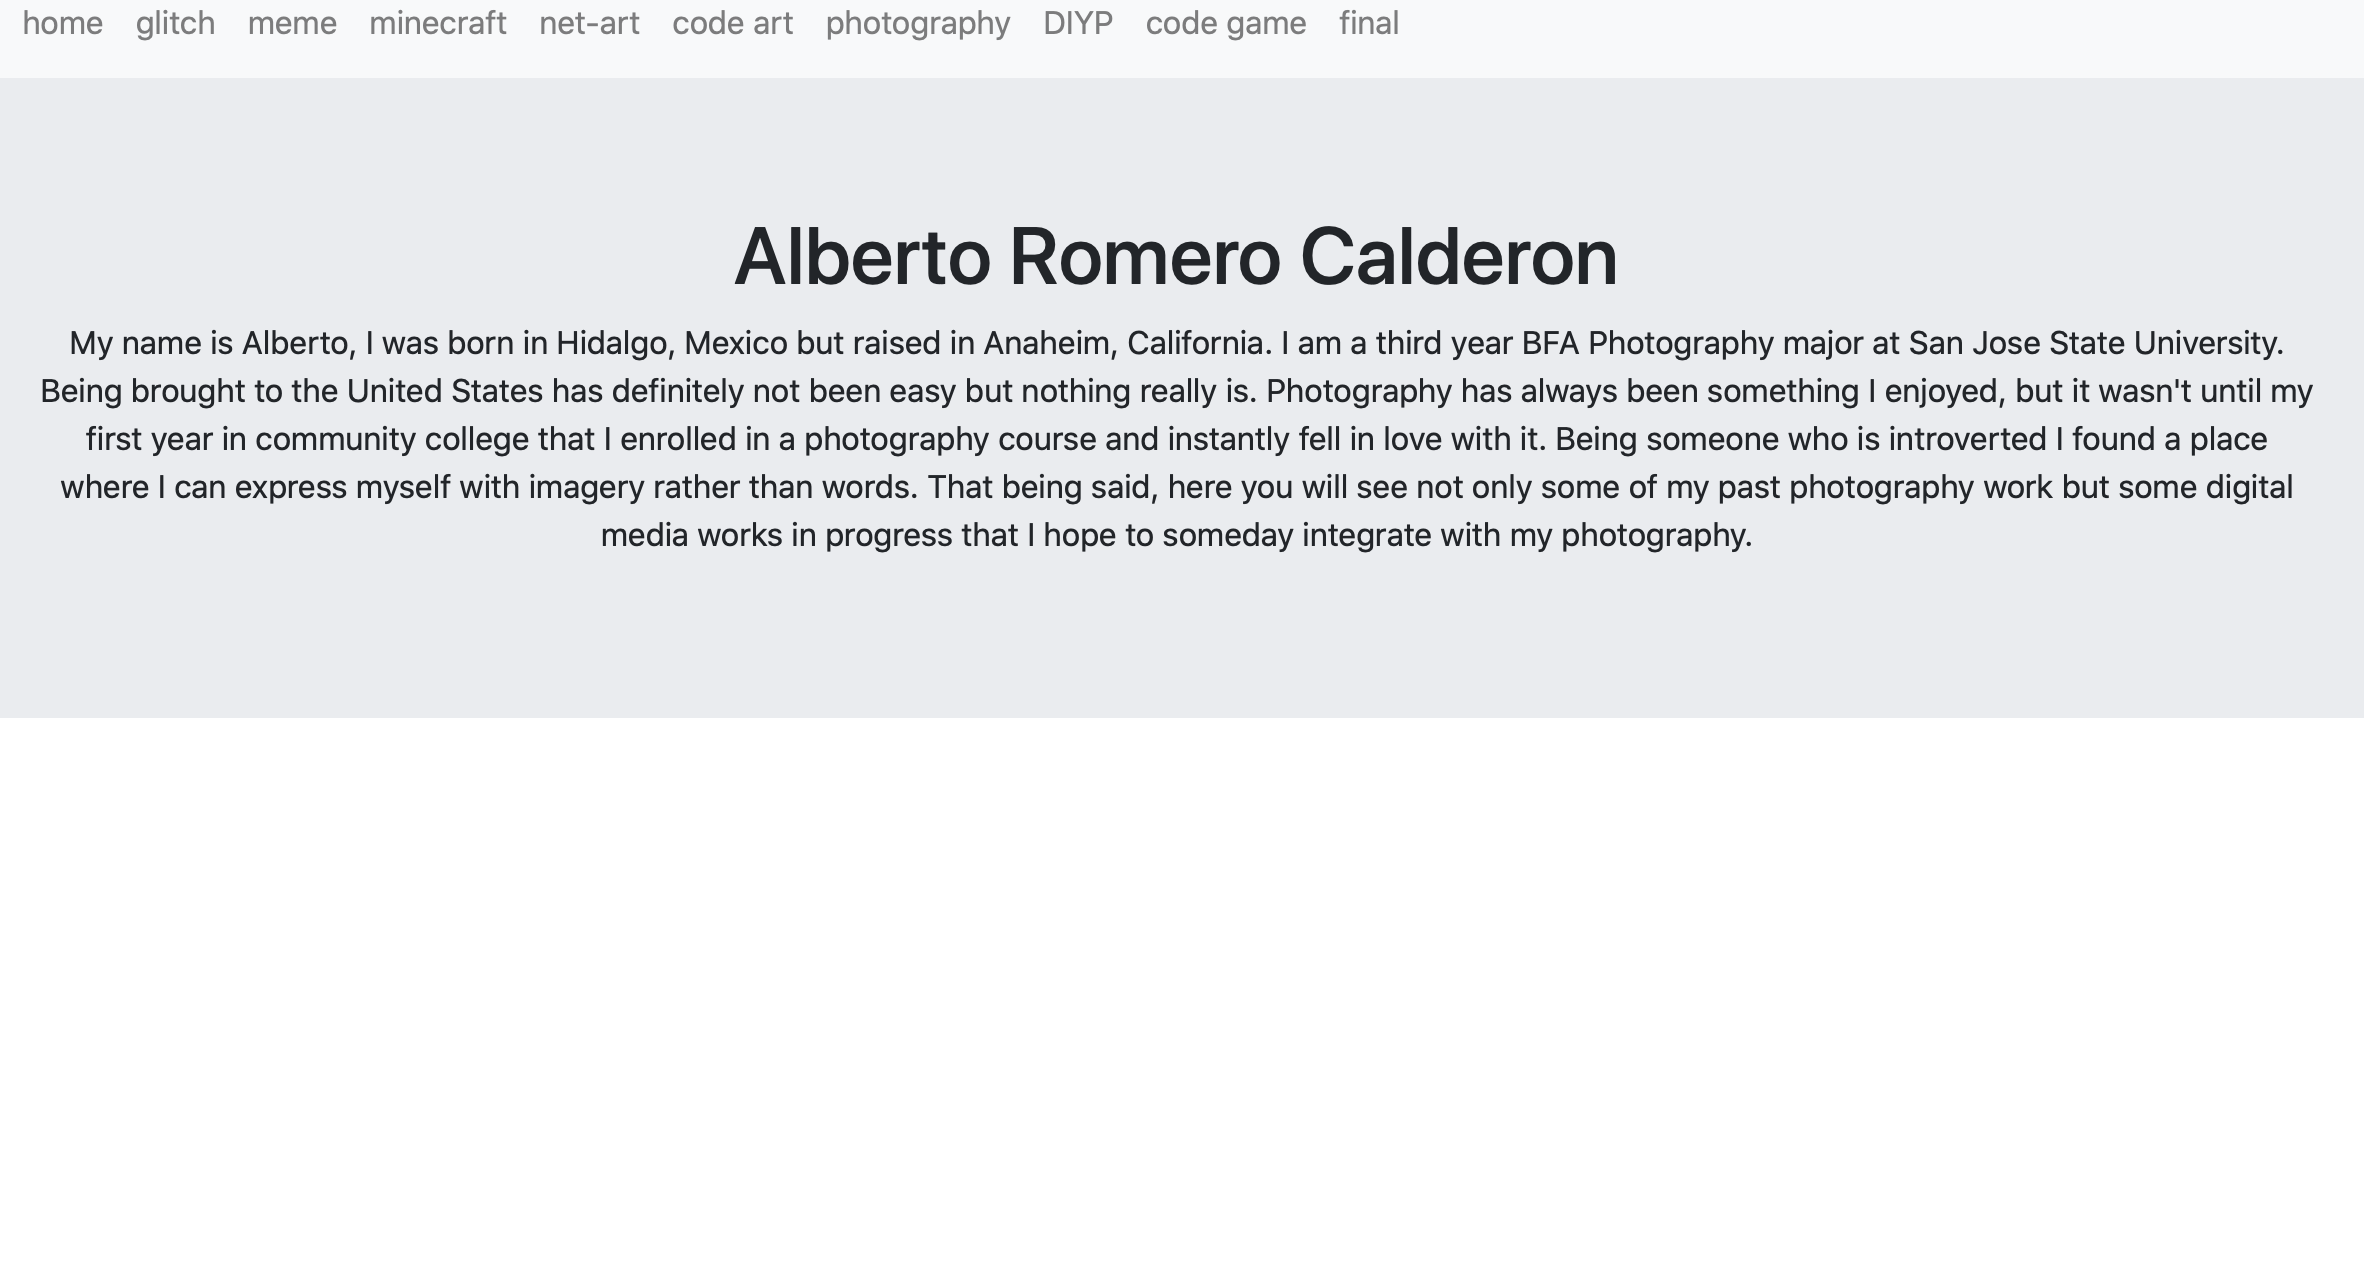 home glitch meme minecraft net-art code art photography DIYP code game final
Alberto Romero Calderon
My name is Alberto, I was born in Hidalgo, Mexico but raised in Anaheim, California. I am a third year BFA Photography major at San Jose State University.
Being brought to the United States has definitely not been easy but nothing really is. Photography has always been something I enjoyed, but it wasn't until my
first year in community college that I enrolled in a photography course and instantly fell in love with it. Being someone who is introverted I found a place
where I can express myself with imagery rather than words. That being said, here you will see not only some of my past photography work but some digital
media works in progress that I hope to someday integrate with my photography.